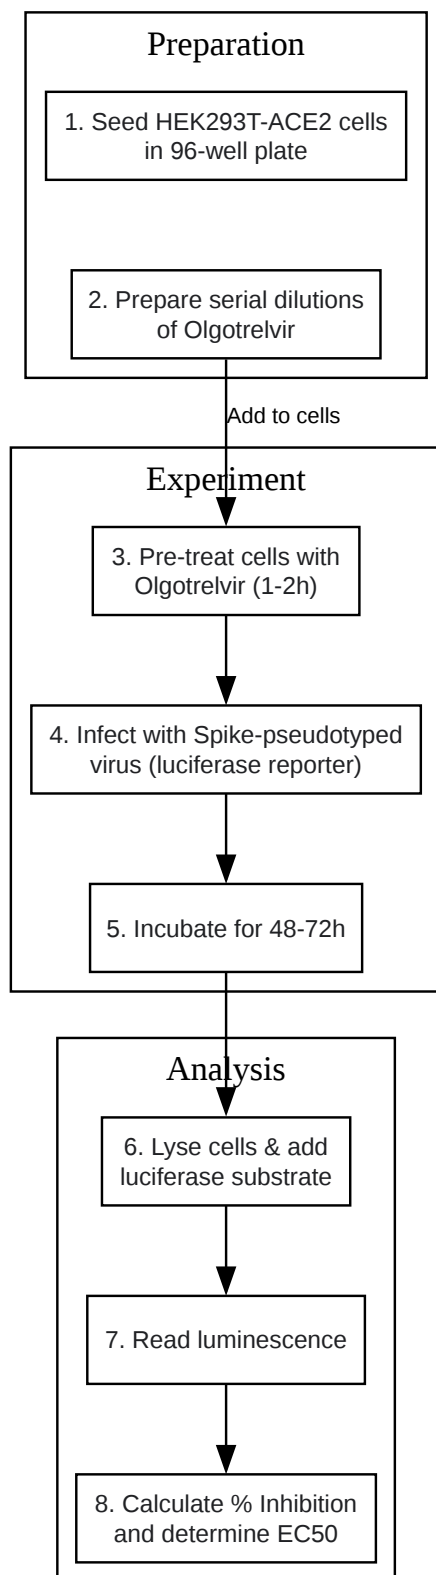 Preparation
1. Seed HEK293T-ACE2 cells
in 96-well plate
2. Prepare serial dilutions
of Olgotrelvir
Add to cells
Experiment
3. Pre-treat cells with
Olgotrelvir (1-2h)
4. Infect with Spike-pseudotyped
virus (luciferase reporter)
5. Incubate for 48-72h
Analysis
6. Lyse cells & add
luciferase substrate
7. Read luminescence
8. Calculate % Inhibition
and determine EC50